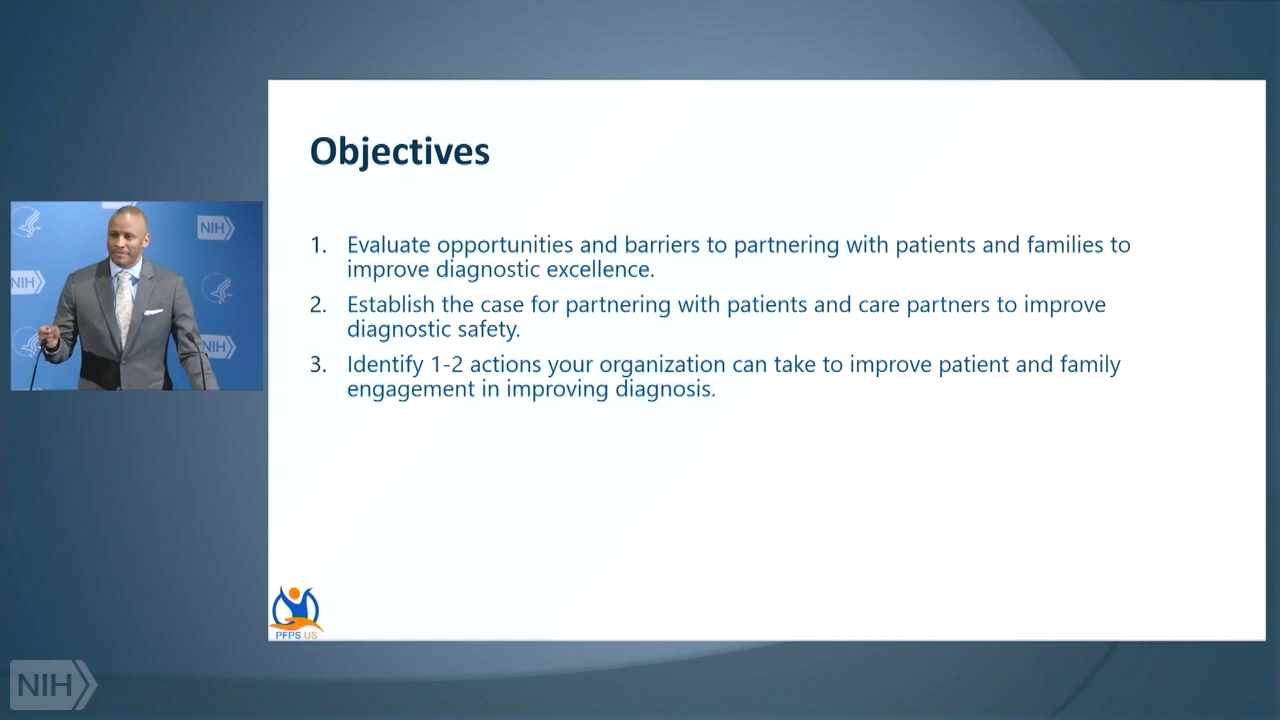 Objectives
1. Evaluate opportunities and barriers to partnering with patients and families to
improve diagnostic excellence.
2. Establish the case for partnering with patients and care partners to improve
diagnostic safety.
3. Identify 1-2 actions your organization can take to improve patient and family
engagement in improving diagnosis.
NIH
NIH
NIH
PFPS US
NIH